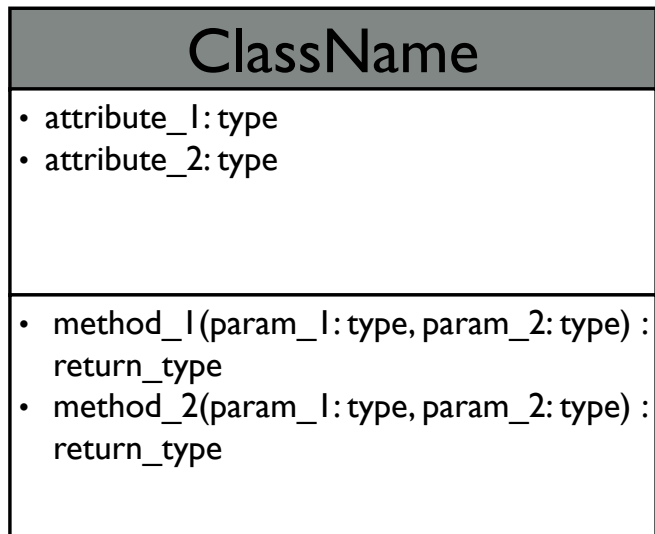 ClassName
• attribute_1: type
• attribute_2: type
• method_1(param_1: type, param_2: type) :
return_type
• method_2(param_1: type, param_2: type) :
return_type